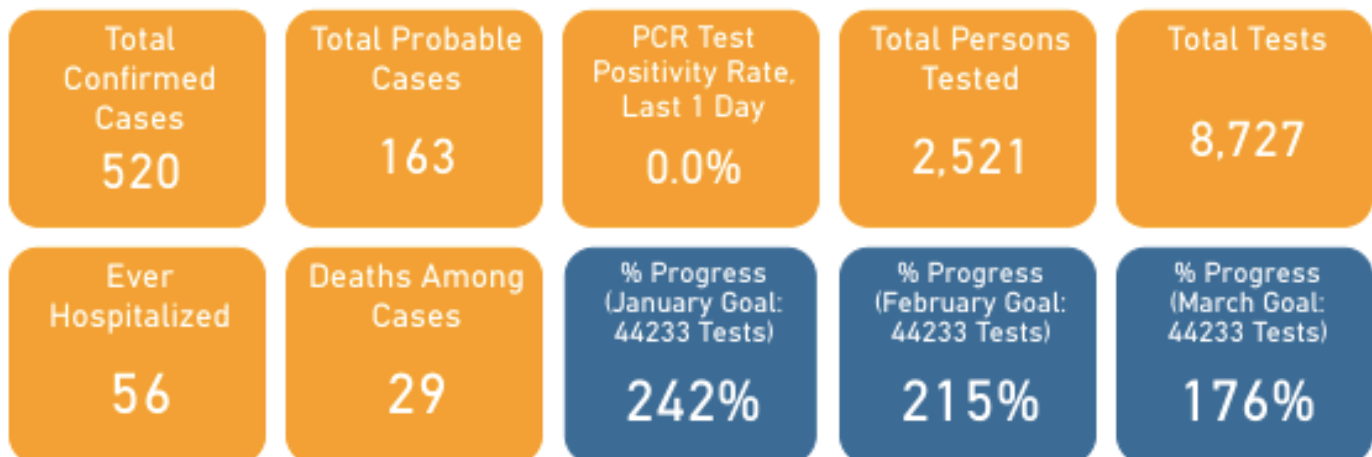 Total
Confirmed
Cases
520
Total Probable
Cases
163
PCR Test
Positivity Rate,
Last 1 Day
0.0%
Total Persons
Tested
2,521
Total Tests
8,727
Ever
Hospitalized
56
Deaths Among
Cases
29
% Progress
(January Goal:
44233 Tests)
242%
% Progress
(February Goal:
44233 Tests)
215%
% Progress
(March Goal:
44233 Tests)
176%